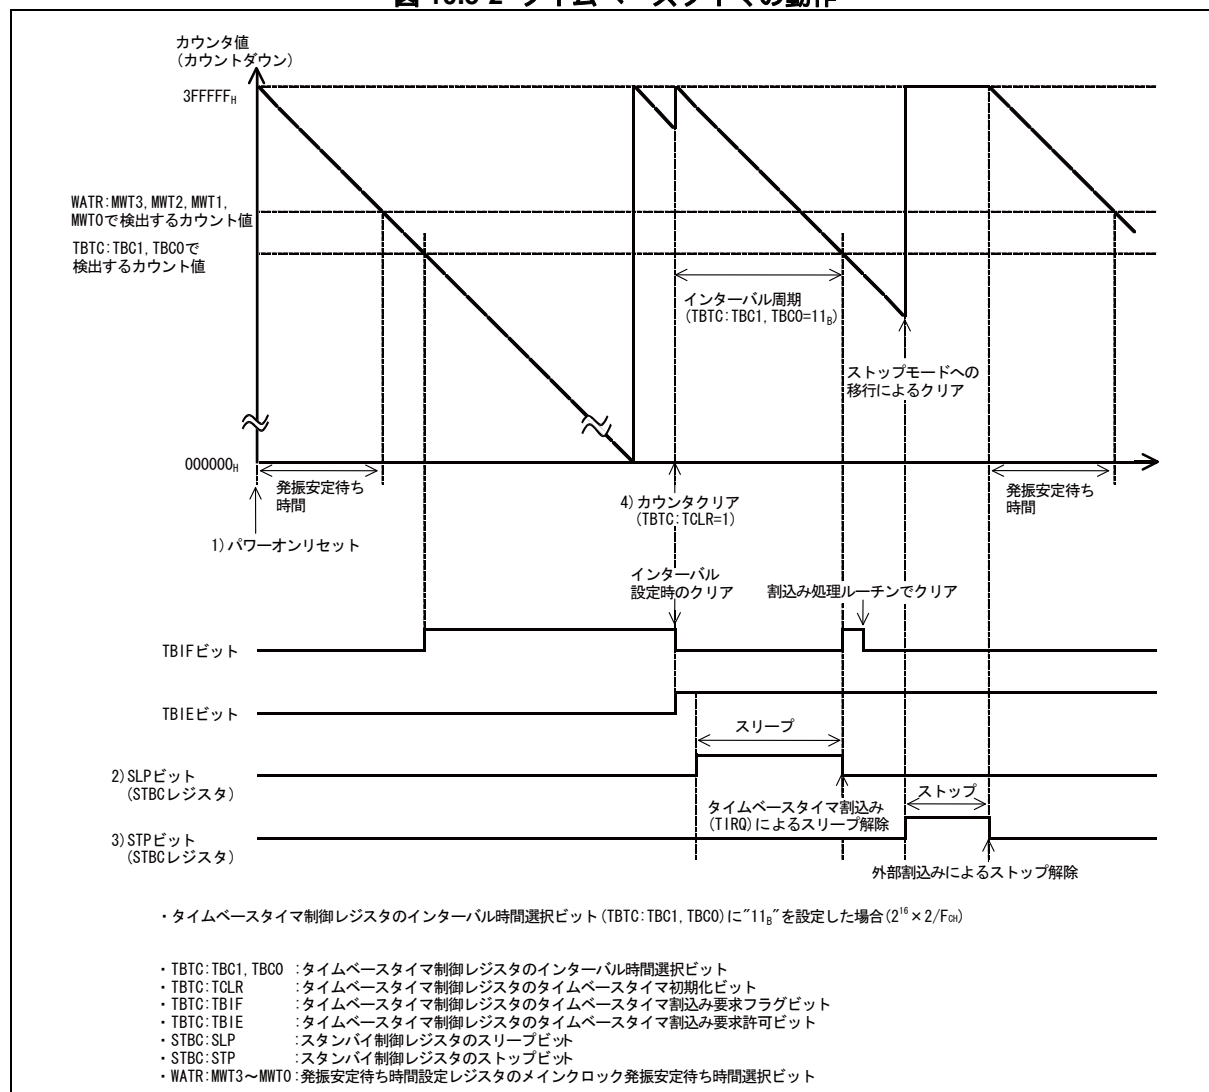 図 10.5-2 タイムベースタイマの動作
カウンタ値
(カウントダウン)
3FFFFFH
WATR:MWT3, MWT2, MWT1,
MWT0で検出するカウント値
TBTC:TBC1, TBC0で
検出するカウント値
インターバル周期
(TBTC:TBC1, TBC0=11B)
ストップモードへの
移行によるクリア
000000H
発振安定待ち
時間
4)カウンタクリア
(TBTC:TCLR=1)
発振安定待ち
時間
1)パワーオンリセット
インターバル
設定時のクリア
割込み処理ルーチンでクリア
TBIFビット
TBIEビット
スリープ
2)SLPビット
(STBCレジスタ)
ストップ
タイムベースタイマ割込み
(TIRQ)によるスリープ解除
3)STPビット
(STBCレジスタ)
外部割込みによるストップ解除
・タイムベースタイマ制御レジスタのインターバル時間選択ビット(TBTC:TBC1, TBC0)に"11B"を設定した場合(2^16×2/FCH)
・TBTC:TBC1, TBC0 :タイムベースタイマ制御レジスタのインターバル時間選択ビット
・TBTC:TCLR :タイムベースタイマ制御レジスタのタイムベースタイマ初期化ビット
・TBTC:TBIF :タイムベースタイマ制御レジスタのタイムベースタイマ割込み要求フラグビット
・TBTC:TBIE :タイムベースタイマ制御レジスタのタイムベースタイマ割込み要求許可ビット
・STBC:SLP :スタンバイ制御レジスタのスリープビット
・STBC:STP :スタンバイ制御レジスタのストップビット
・WATR:MWT3～MWT0:発振安定待ち時間設定レジスタのメインクロック発振安定待ち時間選択ビット